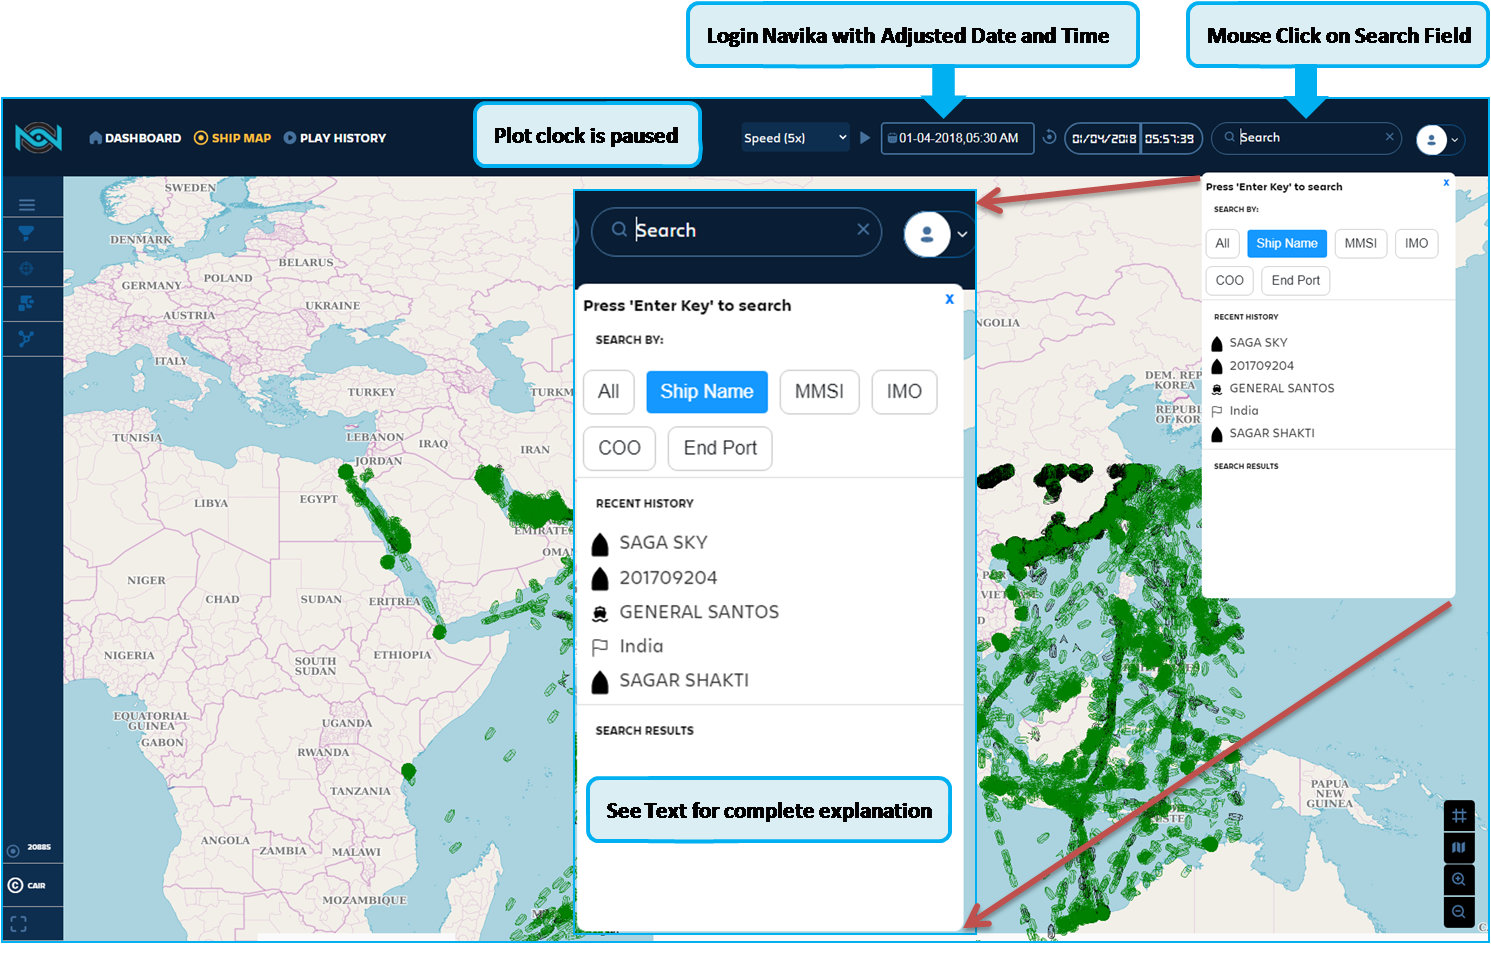 Login Navika with Adjusted Date and Time
Mouse Click on Search Field
DASHBOARD
SHIP MAP
PLAY HISTORY
Plot clock is paused
Speed (5x)
01-04-2018,05:30 AM
01/04/2018
05:57:39
Search
SWEDEN
DENMARK
BELARUS
POLAND
GERMANY
UKRAINE
AUSTRIA
ITALY
TURKEY
TURKM
TUNISIA
LEBANON
IRAQ
IRAN
JORDAN
LIBYA
EGYPT
EMIRATES
OMA
NIGER
CHAD
SUDAN
ERITREA
NIGERIA
SOUTH
SUDAN
ETHIOPIA
EQUATORIAL
GUINEA
GABON
UGANDA
RWANDA
TANZANIA
ANGOLA
ZAMBIA
MALAWI
MOZAMBIQUE
20885
CAIR
Search
Press 'Enter Key' to search
x
SEARCH BY:
All
Ship Name
MMSI
IMO
COO
End Port
RECENT HISTORY
SAGA SKY
201709204
GENERAL SANTOS
India
SAGAR SHAKTI
SEARCH RESULTS
See Text for complete explanation
NGOLIA
DEM. REP
KOREA
REPUBL
OF KOR
VIET
PAPUA
NEW
GUINEA
Press 'Enter Key' to search
x
SEARCH BY:
All
Ship Name
MMSI
IMO
COO
End Port
RECENT HISTORY
SAGA SKY
201709204
GENERAL SANTOS
India
SAGAR SHAKTI
SEARCH RESULTS